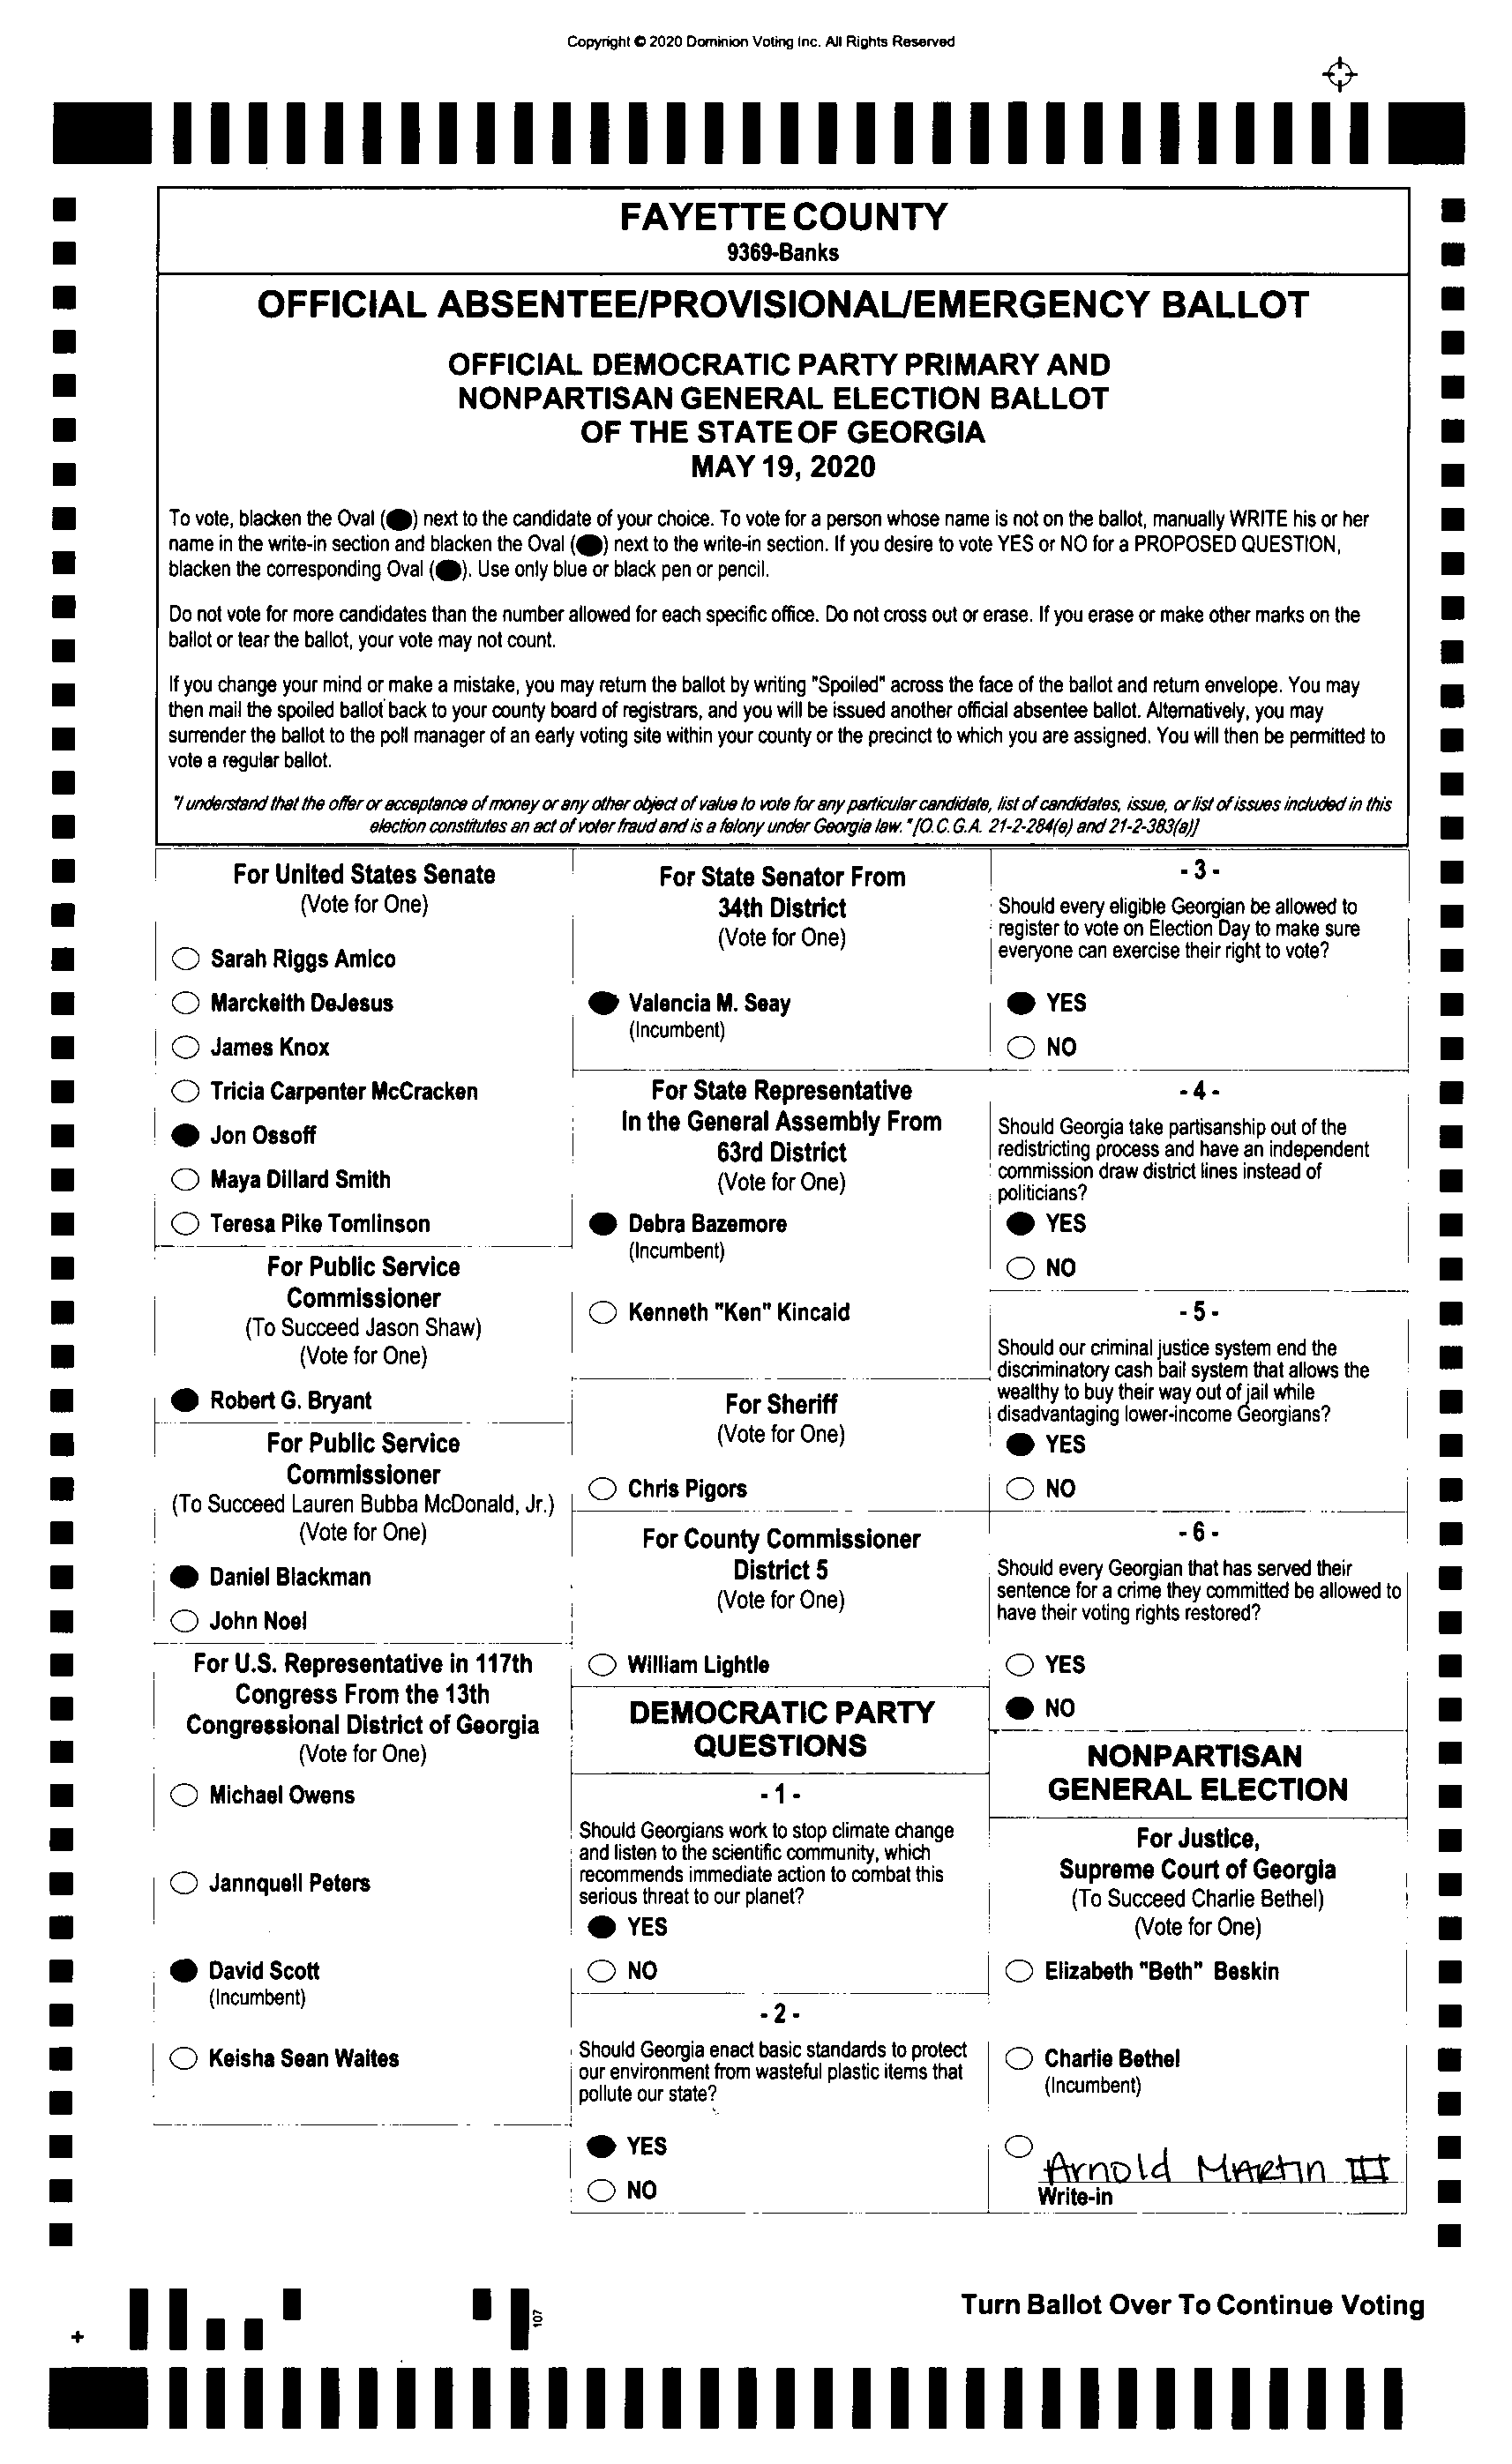 Copyright © 2020 Dominion Voting Inc. All Rights Reserved
FAYETTE COUNTY
9369-Banks
OFFICIAL ABSENTEE/PROVISIONAL/EMERGENCY BALLOT
OFFICIAL DEMOCRATIC PARTY PRIMARY AND
NONPARTISAN GENERAL ELECTION BALLOT
OF THE STATE OF GEORGIA
MAY 19, 2020
To vote, blacken the Oval (⬬) next to the candidate of your choice. To vote for a person whose name is not on the ballot, manually WRITE his or her
name in the write-in section and blacken the Oval (⬬) next to the write-in section. If you desire to vote YES or NO for a PROPOSED QUESTION,
blacken the corresponding Oval (⬬). Use only blue or black pen or pencil.
Do not vote for more candidates than the number allowed for each specific office. Do not cross out or erase. If you erase or make other marks on the
ballot or tear the ballot, your vote may not count.
If you change your mind or make a mistake, you may return the ballot by writing "Spoiled" across the face of the ballot and return envelope. You may
then mail the spoiled ballot back to your county board of registrars, and you will be issued another official absentee ballot. Alternatively, you may
surrender the ballot to the poll manager of an early voting site within your county or the precinct to which you are assigned. You will then be permitted to
vote a regular ballot.
"I understand that the offer or acceptance of money or any other object of value to vote for any particular candidate, list of candidates, issue, or list of issues included in this
election constitutes an act of voter fraud and is a felony under Georgia law." [O.C.G.A. 21-2-284(e) and 21-2-383(a)]
For United States Senate
(Vote for One)
Sarah Riggs Amico
Marckeith DeJesus
James Knox
Tricia Carpenter McCracken
Jon Ossoff
Maya Dillard Smith
Teresa Pike Tomlinson
For Public Service
Commissioner
(To Succeed Jason Shaw)
(Vote for One)
Robert G. Bryant
For Public Service
Commissioner
(To Succeed Lauren Bubba McDonald, Jr.)
(Vote for One)
Daniel Blackman
John Noel
For U.S. Representative in 117th
Congress From the 13th
Congressional District of Georgia
(Vote for One)
Michael Owens
Jannquell Peters
David Scott
(Incumbent)
Keisha Sean Waites
For State Senator From
34th District
(Vote for One)
Valencia M. Seay
(Incumbent)
For State Representative
In the General Assembly From
63rd District
(Vote for One)
Debra Bazemore
(Incumbent)
Kenneth "Ken" Kincaid
For Sheriff
(Vote for One)
Chris Pigors
For County Commissioner
District 5
(Vote for One)
William Lightle
DEMOCRATIC PARTY
QUESTIONS
- 1 -
Should Georgians work to stop climate change
and listen to the scientific community, which
recommends immediate action to combat this
serious threat to our planet?
YES
NO
- 2 -
Should Georgia enact basic standards to protect
our environment from wasteful plastic items that
pollute our state?
YES
NO
- 3 -
Should every eligible Georgian be allowed to
register to vote on Election Day to make sure
everyone can exercise their right to vote?
YES
NO
- 4 -
Should Georgia take partisanship out of the
redistricting process and have an independent
commission draw district lines instead of
politicians?
YES
NO
- 5 -
Should our criminal justice system end the
discriminatory cash bail system that allows the
wealthy to buy their way out of jail while
disadvantaging lower-income Georgians?
YES
NO
- 6 -
Should every Georgian that has served their
sentence for a crime they committed be allowed to
have their voting rights restored?
YES
NO
NONPARTISAN
GENERAL ELECTION
For Justice,
Supreme Court of Georgia
(To Succeed Charlie Bethel)
(Vote for One)
Elizabeth "Beth" Beskin
Charlie Bethel
(Incumbent)
Arnold Martin III
Write-in
Turn Ballot Over To Continue Voting
107